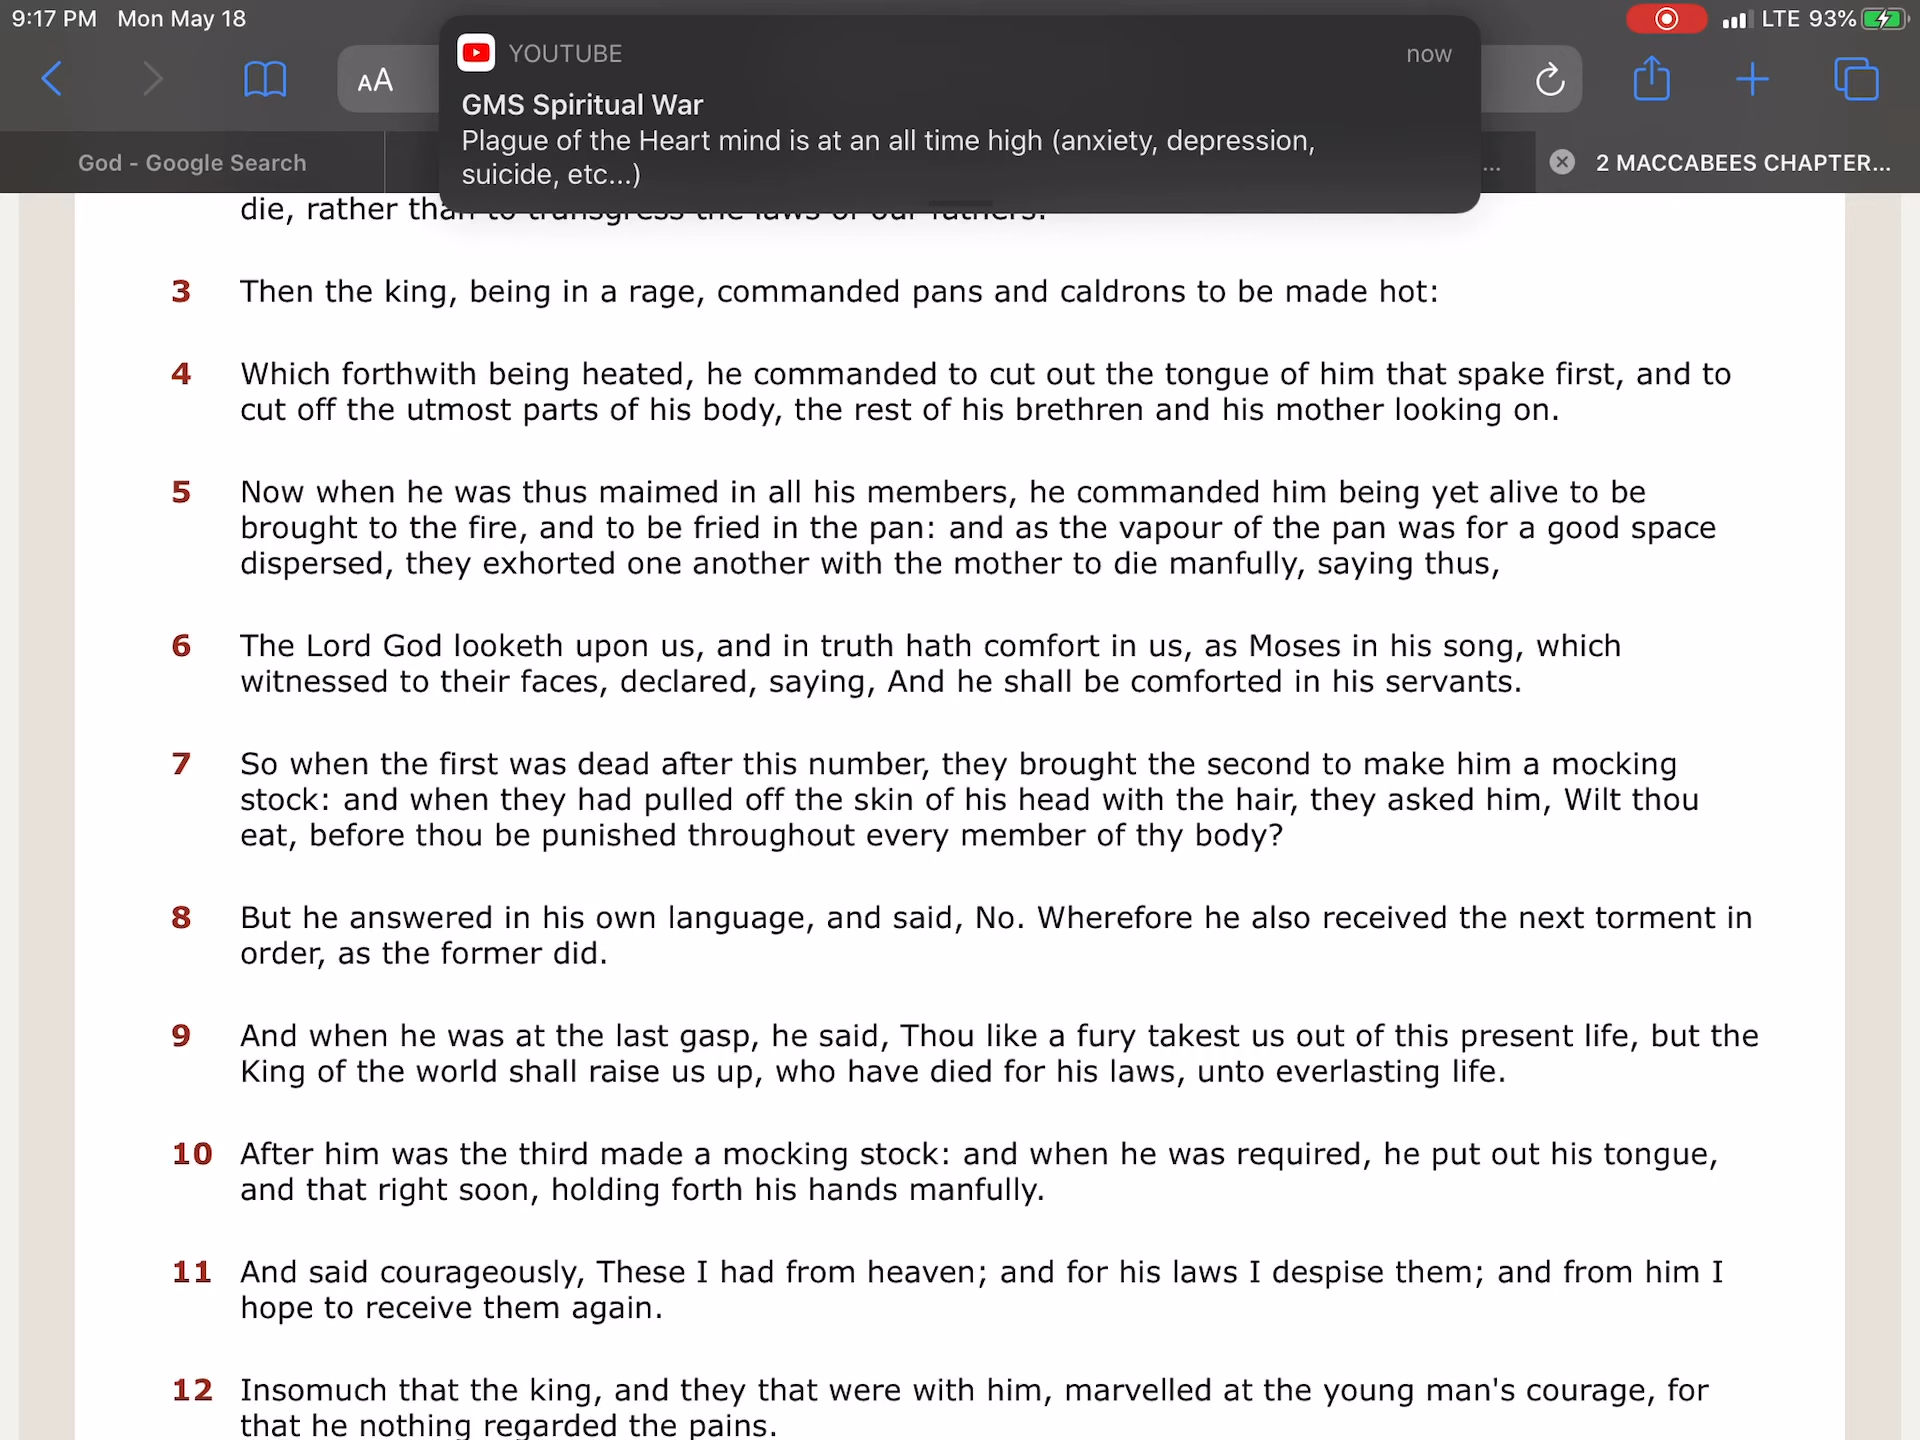 9:17 PM Mon May 18
LTE 93%
AA
YOUTUBE
now
GMS Spiritual War
Plague of the Heart mind is at an all time high (anxiety, depression,
suicide, etc...)
God - Google Search
...
2 MACCABEES CHAPTER...
die, rather than to transgress the laws of our fathers.
3 Then the king, being in a rage, commanded pans and caldrons to be made hot:
4 Which forthwith being heated, he commanded to cut out the tongue of him that spake first, and to
cut off the utmost parts of his body, the rest of his brethren and his mother looking on.
5 Now when he was thus maimed in all his members, he commanded him being yet alive to be
brought to the fire, and to be fried in the pan: and as the vapour of the pan was for a good space
dispersed, they exhorted one another with the mother to die manfully, saying thus,
6 The Lord God looketh upon us, and in truth hath comfort in us, as Moses in his song, which
witnessed to their faces, declared, saying, And he shall be comforted in his servants.
7 So when the first was dead after this number, they brought the second to make him a mocking
stock: and when they had pulled off the skin of his head with the hair, they asked him, Wilt thou
eat, before thou be punished throughout every member of thy body?
8 But he answered in his own language, and said, No. Wherefore he also received the next torment in
order, as the former did.
9 And when he was at the last gasp, he said, Thou like a fury takest us out of this present life, but the
King of the world shall raise us up, who have died for his laws, unto everlasting life.
10 After him was the third made a mocking stock: and when he was required, he put out his tongue,
and that right soon, holding forth his hands manfully.
11 And said courageously, These I had from heaven; and for his laws I despise them; and from him I
hope to receive them again.
12 Insomuch that the king, and they that were with him, marvelled at the young man's courage, for
that he nothing regarded the pains.